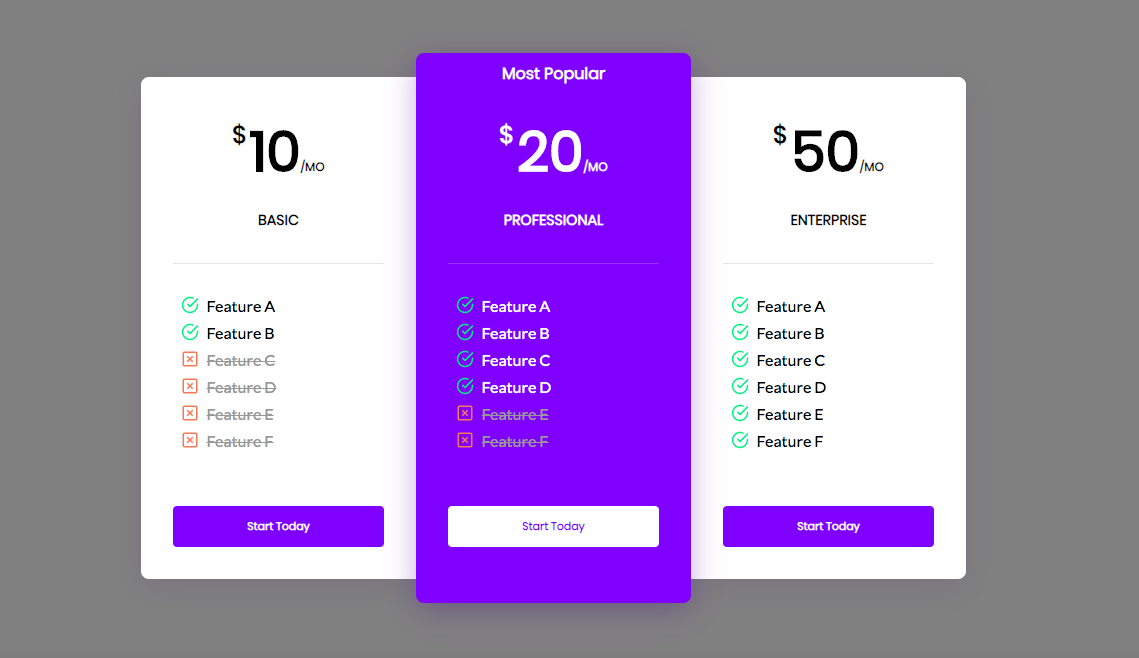 $10/MO
BASIC
Feature A
Feature B
Feature C
Feature D
Feature E
Feature F
Start Today
Most Popular
$20/MO
PROFESSIONAL
Feature A
Feature B
Feature C
Feature D
Feature E
Feature F
Start Today
$50/MO
ENTERPRISE
Feature A
Feature B
Feature C
Feature D
Feature E
Feature F
Start Today